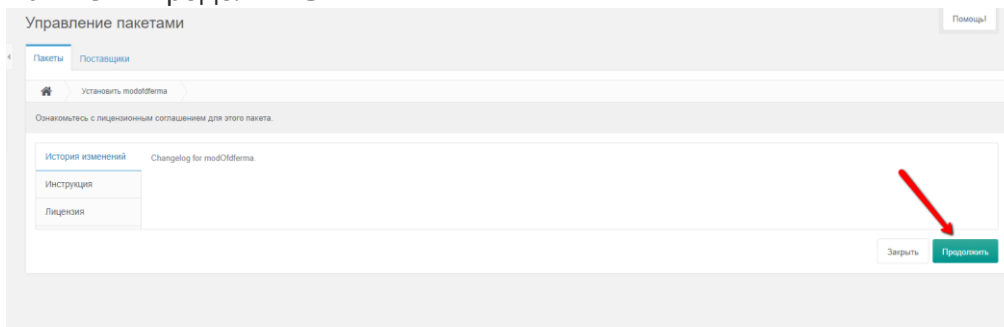 Управление пакетами
Помощь!
Пакеты Поставщики
Установить modofdferma
Ознакомьтесь с лицензионным соглашением для этого пакета.
История изменений
Changelog for modOfdferma.
Инструкция
Лицензия
Закрыть Продолжить